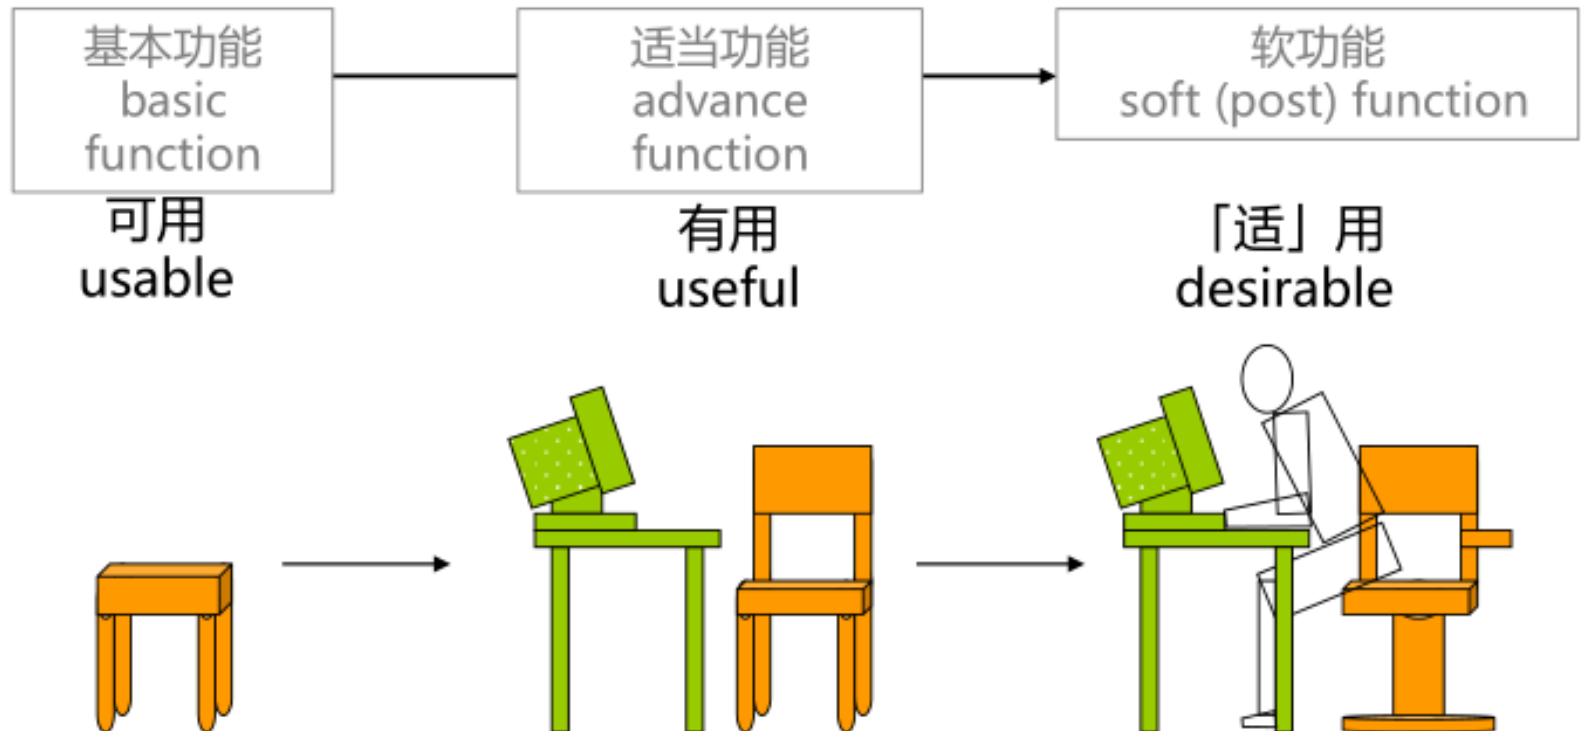 基本功能
basic
function
可用
usable
适当功能
advance
function
有用
useful
软功能
soft (post) function
「适」用
desirable